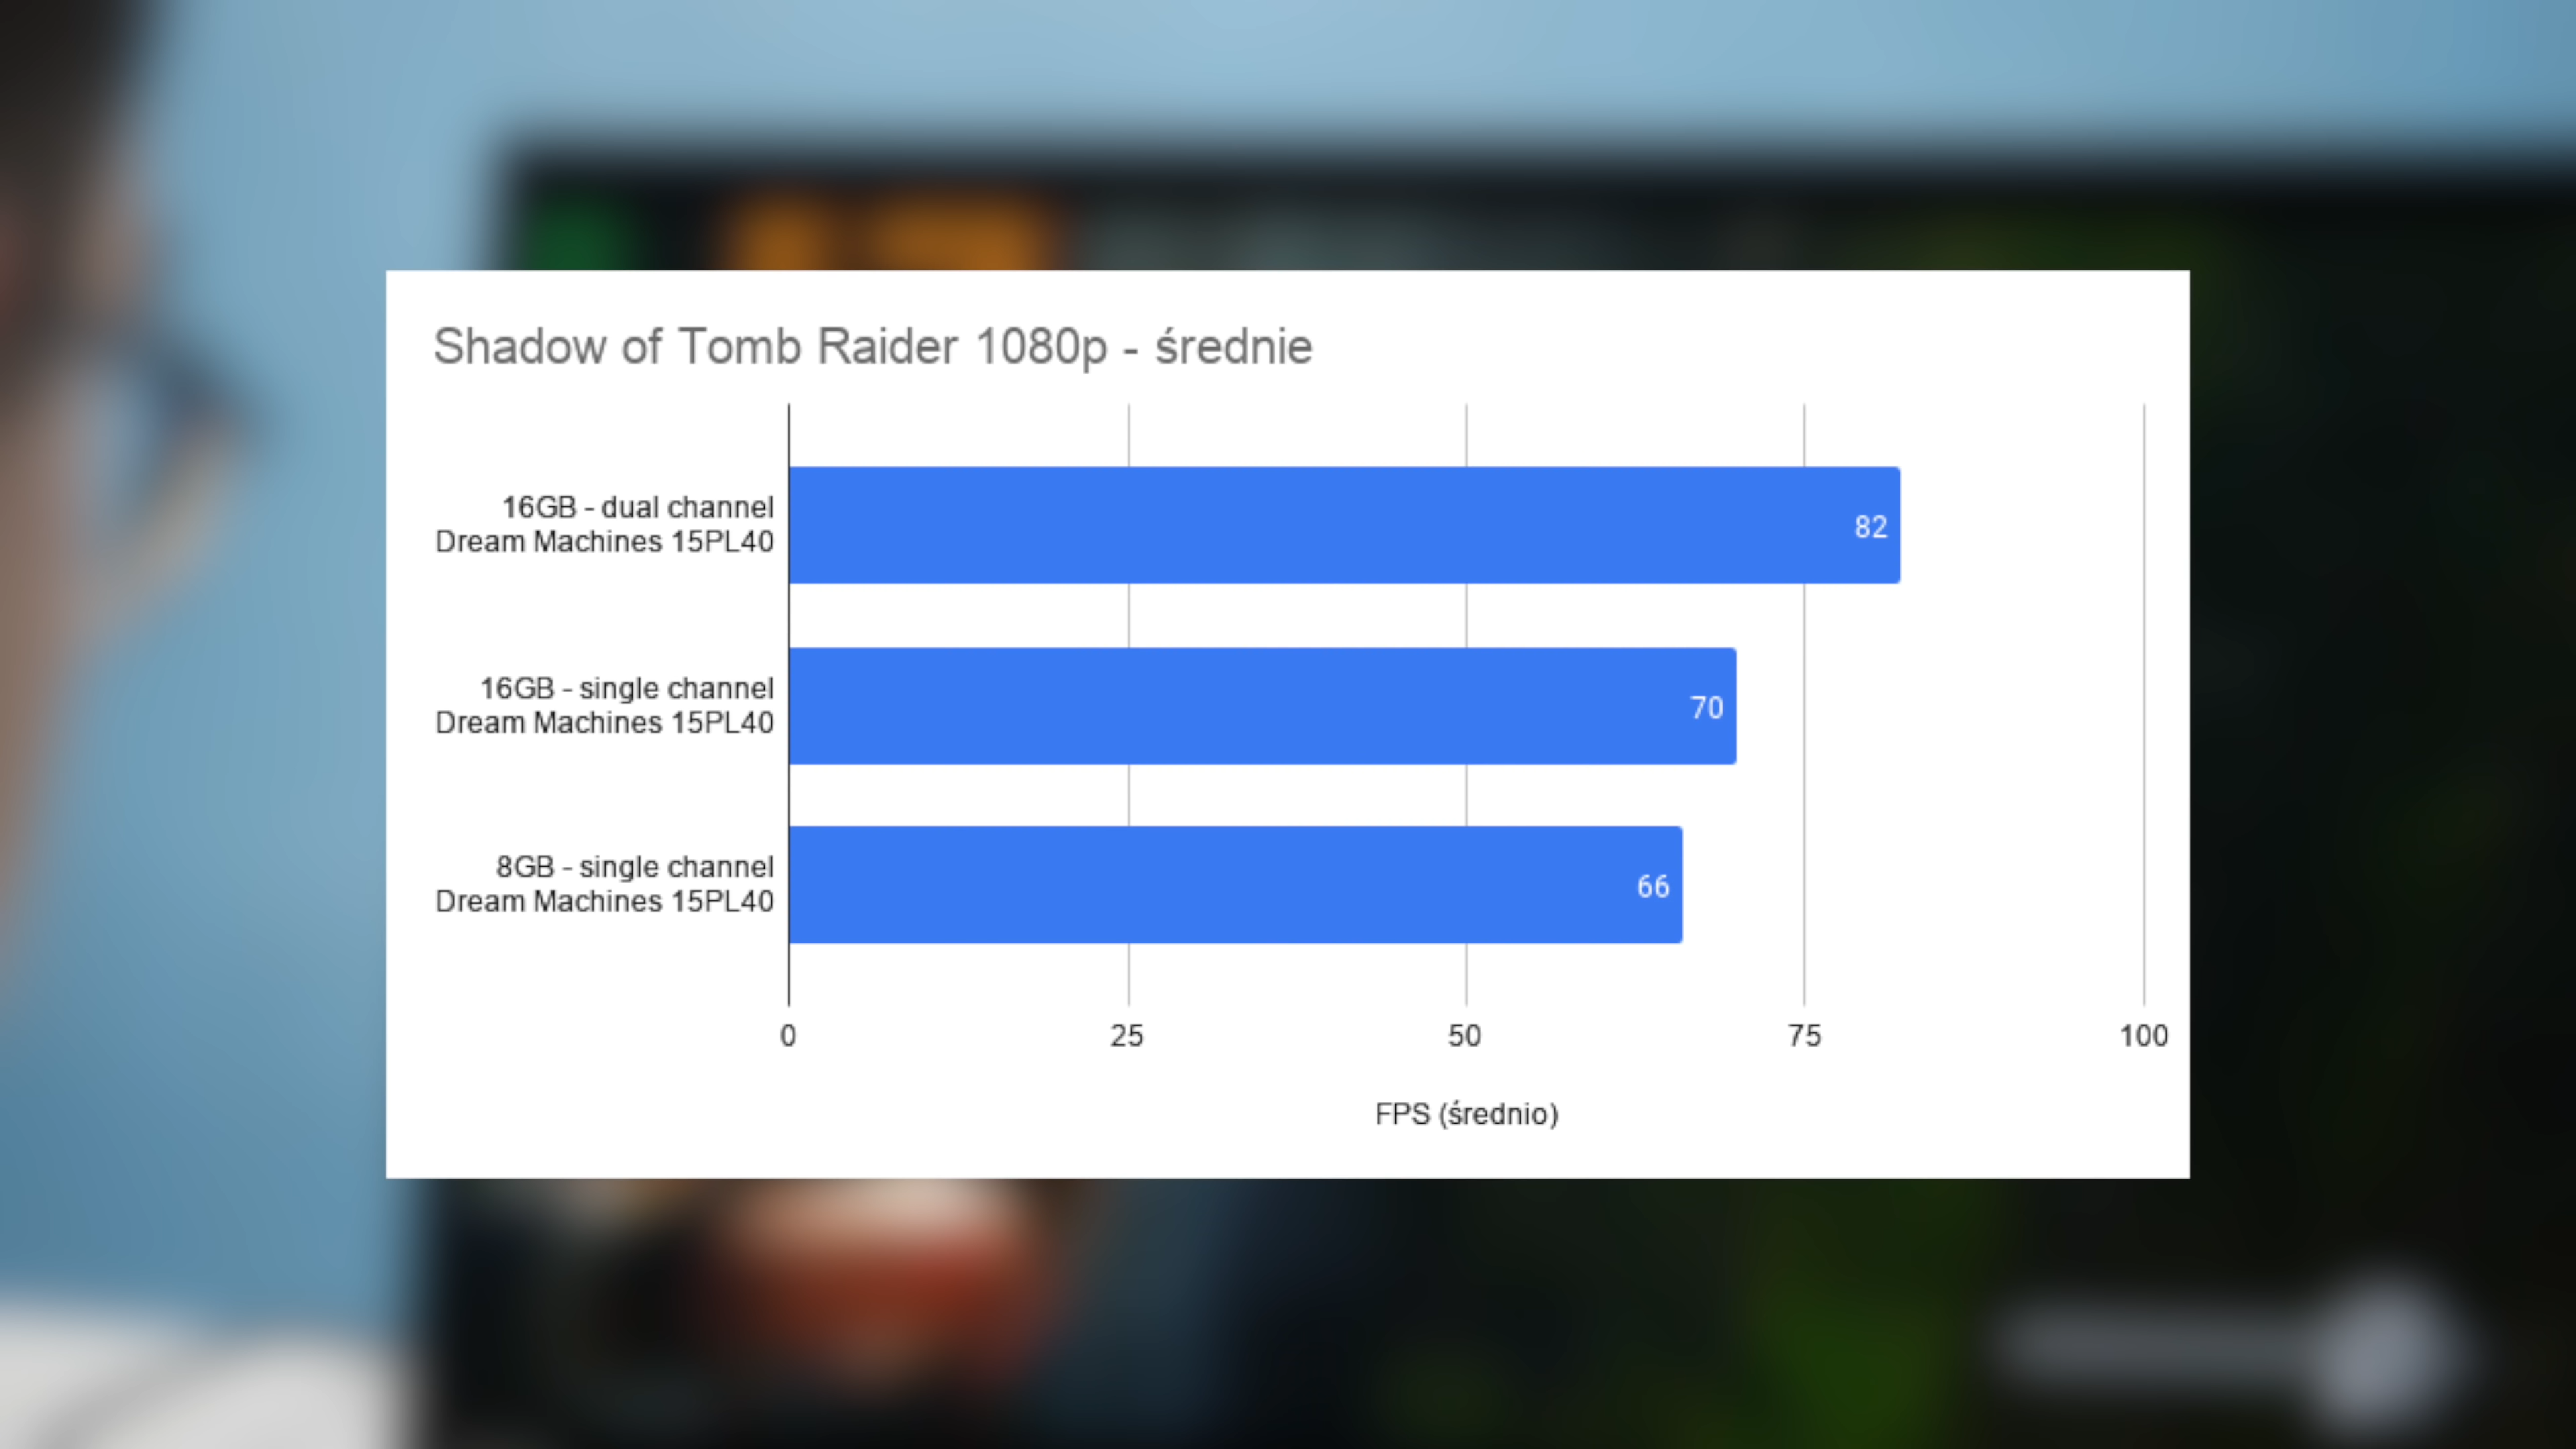 Shadow of Tomb Raider 1080p - średnie
16GB - dual channel
Dream Machines 15PL40
82
16GB - single channel
Dream Machines 15PL40
70
8GB - single channel
Dream Machines 15PL40
66
0 25 50 75 100
FPS (średnio)